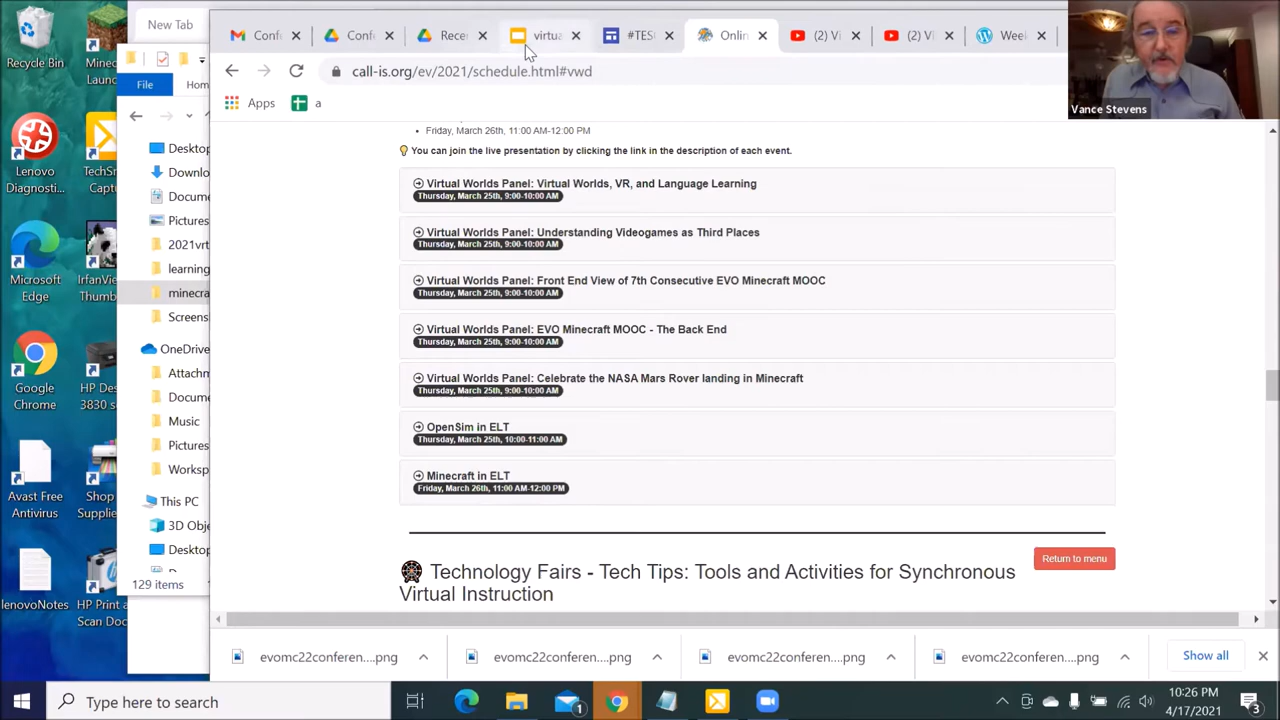 New Tab
Conf
Confe
Rece
virtua
#TES
Onlin
(2) Vi
(2) Vi
Week
Vance Stevens
call-is.org/ev/2021/schedule.html#vwd
Apps
a
File
Hom
Recycle Bin
Minec
Laun
Lenovo
Diagnosti...
TechS
Capt
Microsoft
Edge
IrfanVie
Thumb
Google
Chrome
HP Des
3830 se
Avast Free
Antivirus
Shop
Supplie
lenovoNotes
HP Print a
Scan Doc
Desktop
Downlo
Docume
Pictures
2021vrt
learning
minecra
Screens
OneDrive
Attachm
Docume
Music
Pictures
Worksp
This PC
3D Obje
Desktop
129 items
• Friday, March 26th, 11:00 AM-12:00 PM
You can join the live presentation by clicking the link in the description of each event.
Virtual Worlds Panel: Virtual Worlds, VR, and Language Learning
Thursday, March 25th, 9:00-10:00 AM
Virtual Worlds Panel: Understanding Videogames as Third Places
Thursday, March 25th, 9:00-10:00 AM
Virtual Worlds Panel: Front End View of 7th Consecutive EVO Minecraft MOOC
Thursday, March 25th, 9:00-10:00 AM
Virtual Worlds Panel: EVO Minecraft MOOC - The Back End
Thursday, March 25th, 9:00-10:00 AM
Virtual Worlds Panel: Celebrate the NASA Mars Rover landing in Minecraft
Thursday, March 25th, 9:00-10:00 AM
OpenSim in ELT
Thursday, March 25th, 10:00-11:00 AM
Minecraft in ELT
Friday, March 26th, 11:00 AM-12:00 PM
Return to menu
Technology Fairs - Tech Tips: Tools and Activities for Synchronous
Virtual Instruction
evomc22conferen....png
evomc22conferen....png
evomc22conferen....png
evomc22conferen....png
Show all
Type here to search
1
10:26 PM
4/17/2021
3